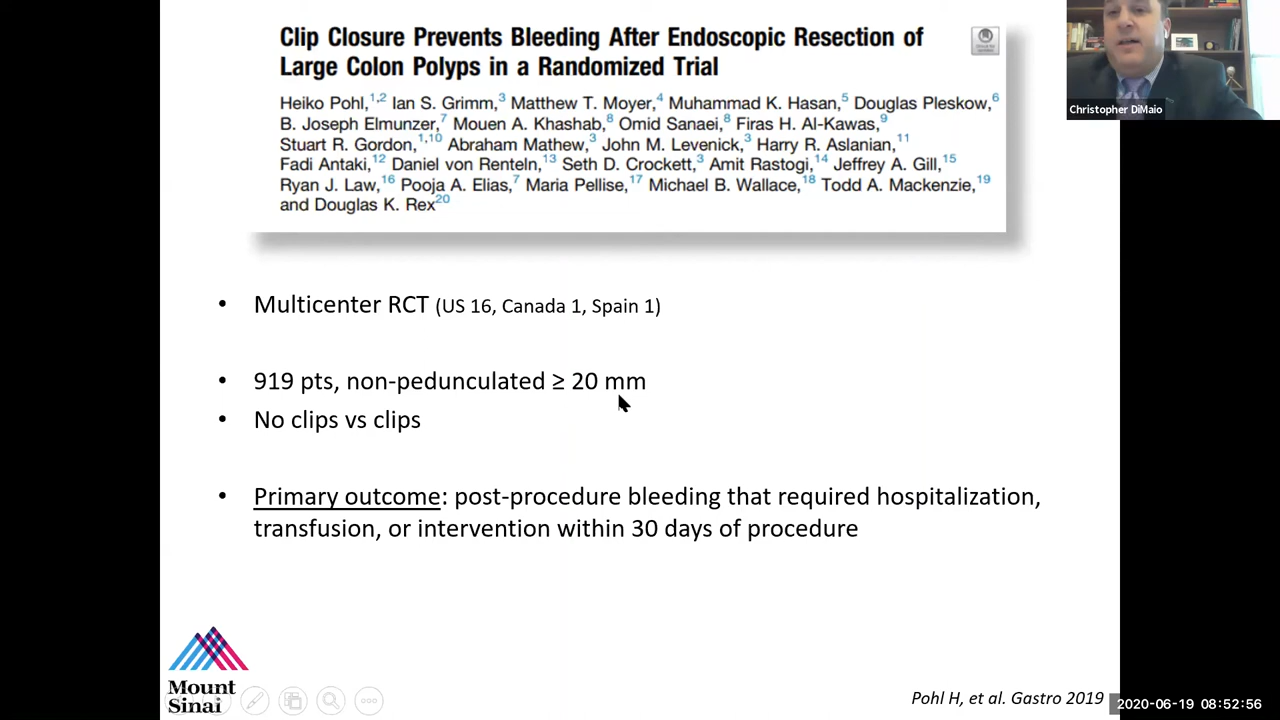 Clip Closure Prevents Bleeding After Endoscopic Resection of
Large Colon Polyps in a Randomized Trial
Heiko Pohl,1,2 Ian S. Grimm,3 Matthew T. Moyer,4 Muhammad K. Hasan,5 Douglas Pleskow,6
B. Joseph Elmunzer,7 Mouen A. Khashab,8 Omid Sanaei,8 Firas H. Al-Kawas,9
Stuart R. Gordon,1,10 Abraham Mathew,3 John M. Levenick,3 Harry R. Aslanian,11
Fadi Antaki,12 Daniel von Renteln,13 Seth D. Crockett,3 Amit Rastogi,14 Jeffrey A. Gill,15
Ryan J. Law,16 Pooja A. Elias,7 Maria Pellise,17 Michael B. Wallace,18 Todd A. Mackenzie,19
and Douglas K. Rex20
Christopher DiMaio
• Multicenter RCT (US 16, Canada 1, Spain 1)
• 919 pts, non-pedunculated ≥ 20 mm
• No clips vs clips
• Primary outcome: post-procedure bleeding that required hospitalization,
transfusion, or intervention within 30 days of procedure
Mount
Sinai
Pohl H, et al. Gastro 2019
2020-06-19 08:52:56